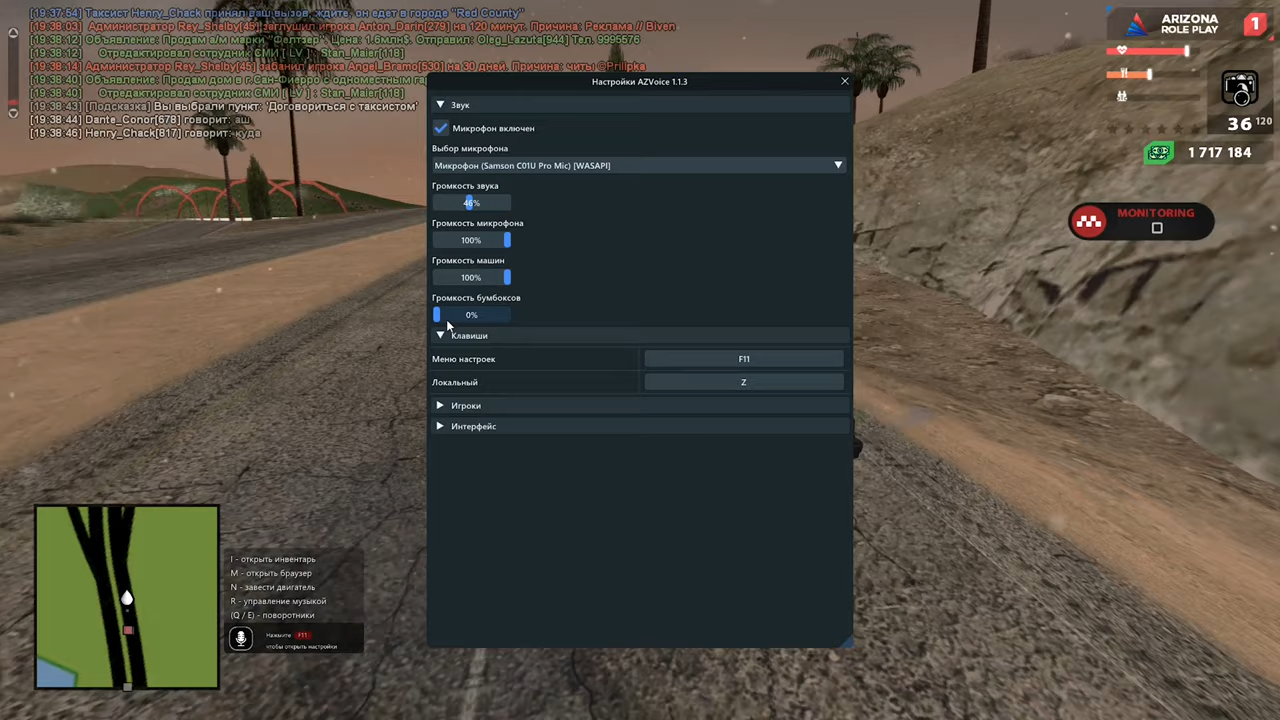 [19:37:54] Таксист Henry_Chack принял ваш вызов, ждите, он едет в городе "Red County"
[19:38:03] Администратор Rey_Shelby[45] заглушил игрока Anton_Darin[279] на 120 минут. Причина: Реклама // Biven
[19:38:12] Объявление: Продам а/м марки "Фелтзер". Цена: 1.8млн$. Отправил: Oleg_Lazuta[944] Тел. 9995576
[19:38:12] Отредактировал сотрудник СМИ [ LV ] : Stan_Maier[118]
[19:38:14] Администратор Rey_Shelby[45] забанил игрока Angel_Bramo[530] на 30 дней. Причина: читы @Prilipka
[19:38:40] Объявление: Продам дом в г.Сан-Фиерро с одноместным га
[19:38:40] Отредактировал сотрудник СМИ [ LV ] : Stan_Maier[118]
[19:38:43] [Подсказка] Вы выбрали пункт: 'Договориться с таксистом'
[19:38:44] Dante_Conor[678] говорит: аш
[19:38:46] Henry_Chack[817] говорит: куда
ARIZONA
ROLE PLAY
1
36 120
1 717 184
MONITORING
Настройки AZVoice 1.1.3
Звук
Микрофон включен
Выбор микрофона
Микрофон (Samson C01U Pro Mic) [WASAPI]
Громкость звука
46%
Громкость микрофона
100%
Громкость машин
100%
Громкость бумбоксов
0%
Клавиши
Меню настроек F11
Локальный Z
Игроки
Интерфейс
I - открыть инвентарь
M - открыть браузер
N - завести двигатель
R - управление музыкой
(Q / E) - поворотники
Нажмите F11
чтобы открыть настройки